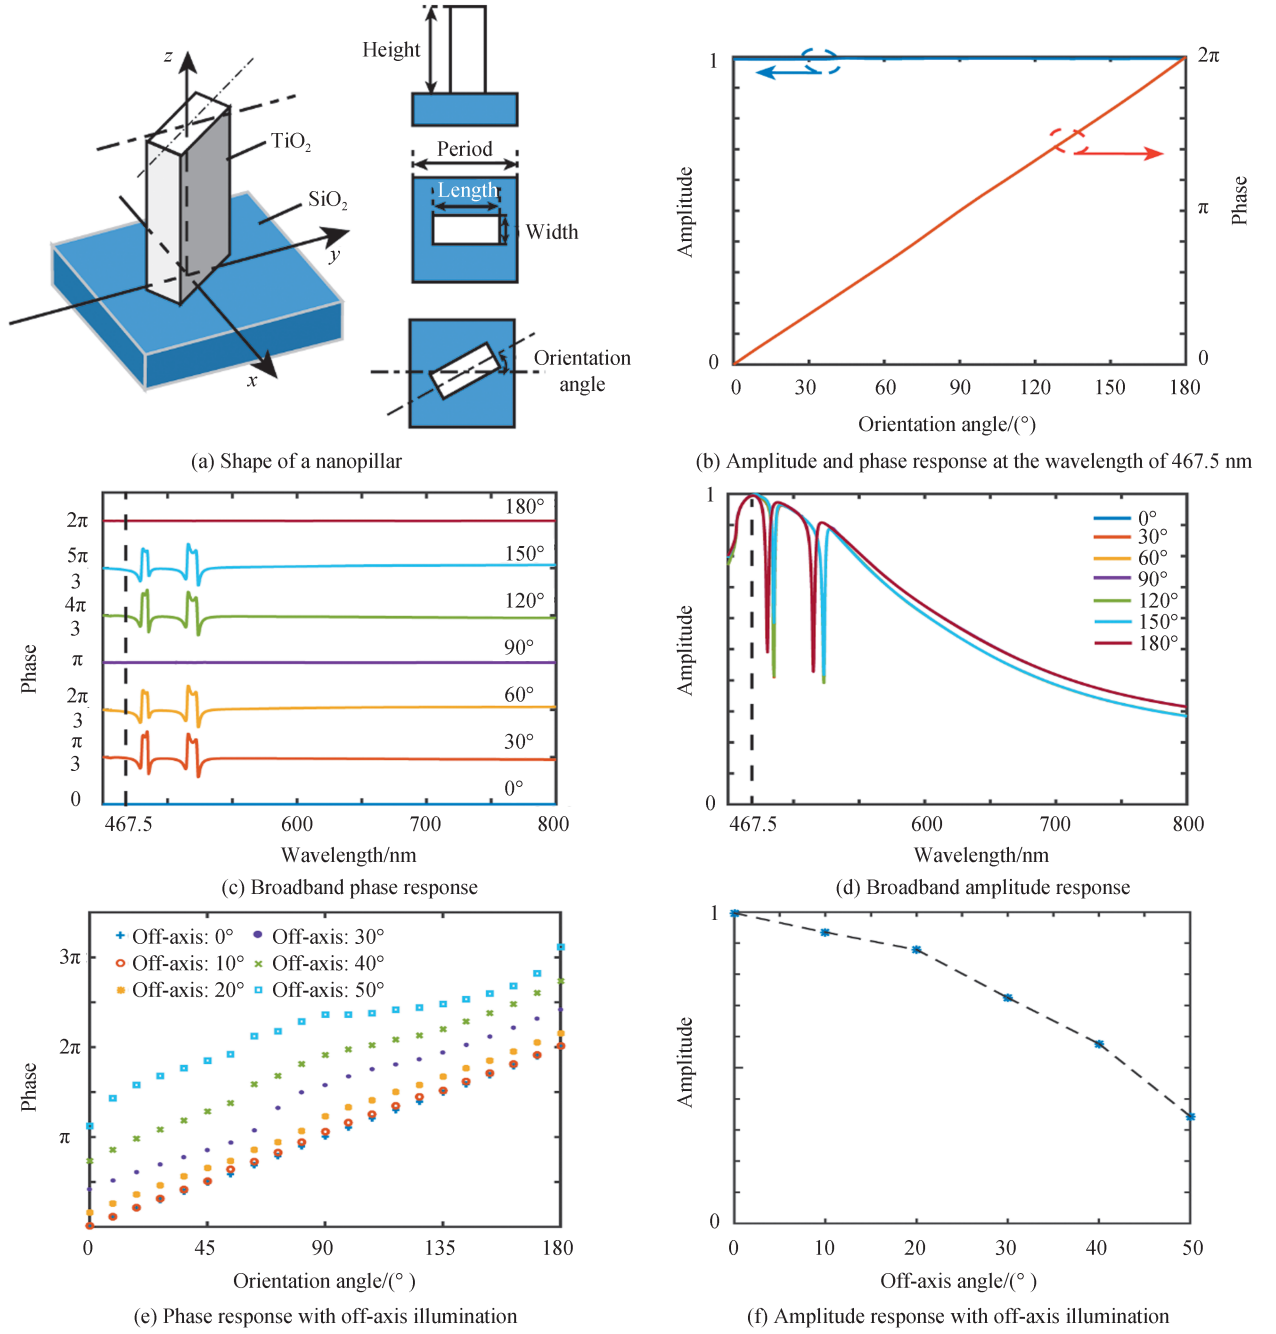 z
TiO2
SiO2
y
x
Height
Period
Length
Width
Orientation
angle
(a) Shape of a nanopillar
1
0
Amplitude
2π
π
0
Phase
0
30
60
90
120
150
180
Orientation angle/(°)
(b) Amplitude and phase response at the wavelength of 467.5 nm
2π
5π
3
4π
3
π
2π
3
π
3
0
Phase
180°
150°
120°
90°
60°
30°
0°
467.5
600
700
800
Wavelength/nm
(c) Broadband phase response
1
0
Amplitude
0°
30°
60°
90°
120°
150°
180°
467.5
600
700
800
Wavelength/nm
(d) Broadband amplitude response
3π
2π
π
Phase
Off-axis: 0°
Off-axis: 10°
Off-axis: 20°
Off-axis: 30°
Off-axis: 40°
Off-axis: 50°
0
45
90
135
180
Orientation angle/(° )
(e) Phase response with off-axis illumination
1
0
Amplitude
0
10
20
30
40
50
Off-axis angle/(° )
(f) Amplitude response with off-axis illumination